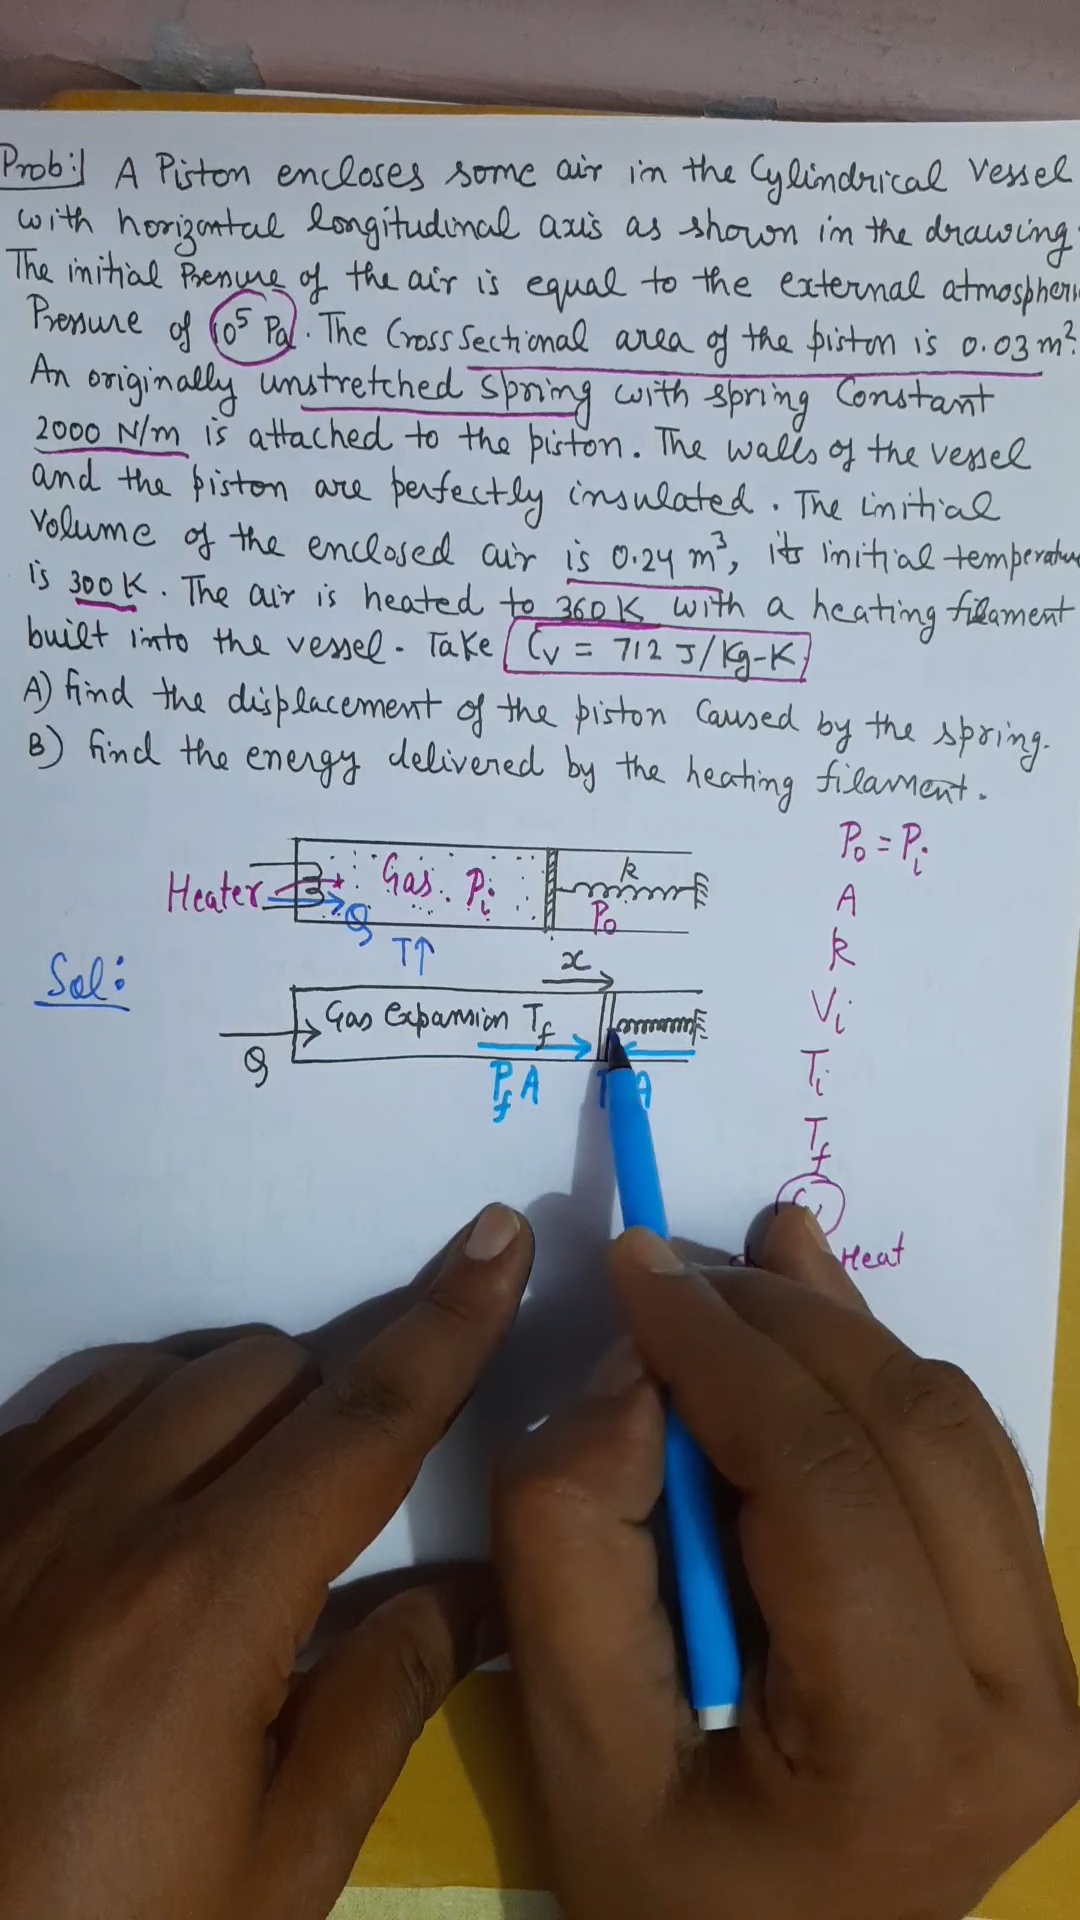 Prob:] A Piston encloses some air in the Cylindrical Vessel
with horizontal longitudinal axis as shown in the drawing.
The initial Pressure of the air is equal to the external atmospheri
Pressure of 10⁵ Pa. The Cross Sectional area of the piston is 0.03 m².
An originally unstretched spring with spring Constant
2000 N/m is attached to the piston. The walls of the vessel
and the piston are perfectly insulated. The initial
Volume of the enclosed air is 0.24 m³, its initial temperature
is 300 K. The air is heated to 360 K with a heating filament
built into the vessel. Take Cv = 712 J/Kg-K
A) find the displacement of the piston Caused by the spring.
B) find the energy delivered by the heating filament.
P₀ = Pᵢ
Heater Gas. Pᵢ k
Q P₀
A
T↑
k
Sol: x
Gas Expansion T_f
Vᵢ
Q
P_f A A
Tᵢ
T_f
Heat